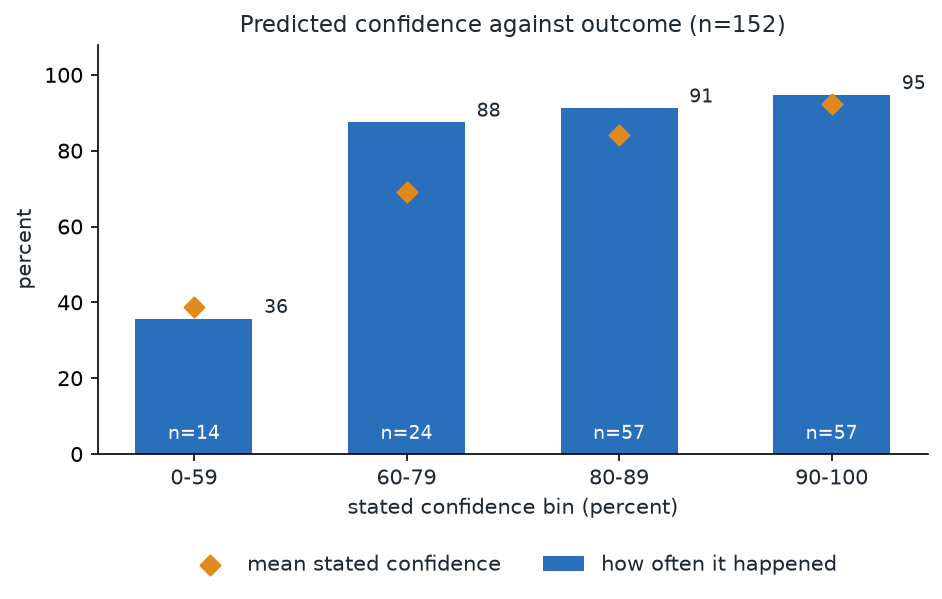 Predicted confidence against outcome (n=152)
percent
100
80
60
40
20
0
36
88
91
95
n=14
n=24
n=57
n=57
0-59
60-79
80-89
90-100
stated confidence bin (percent)
mean stated confidence
how often it happened